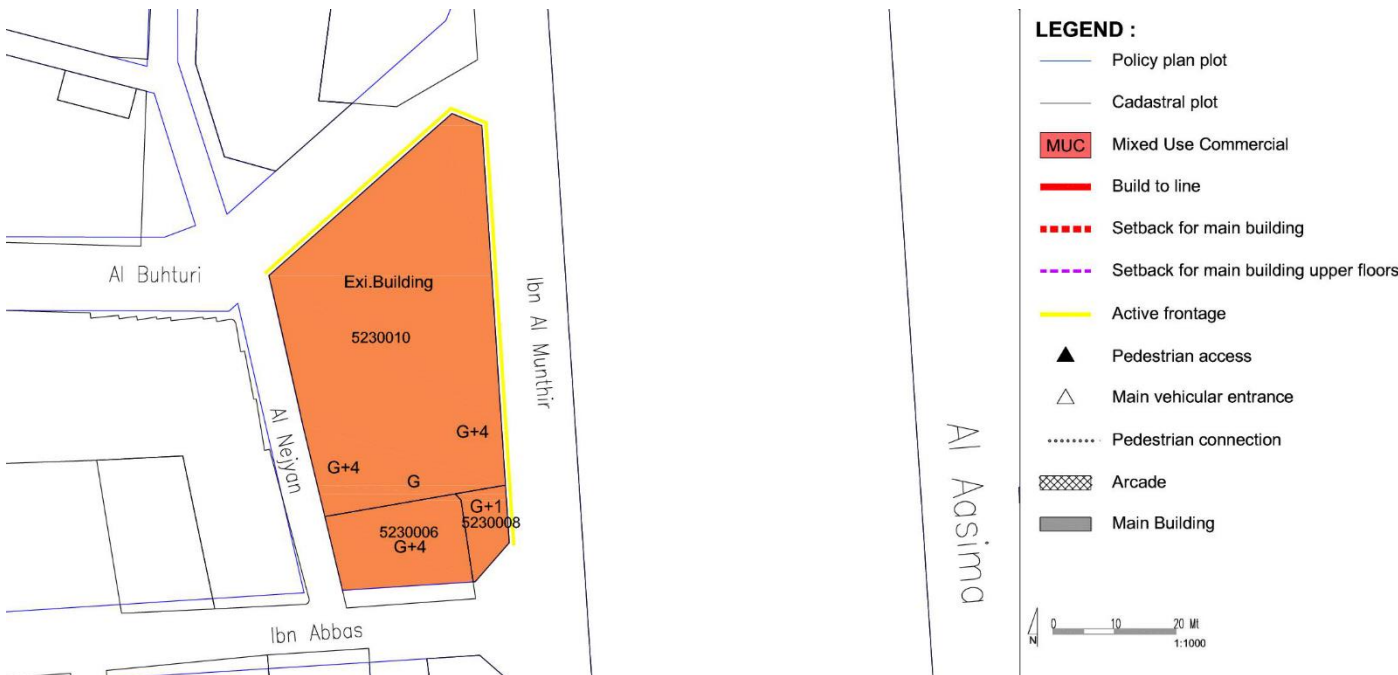 Al Buhturi
Exi.Building
5230010
Ibn Al Munthir
Al Nejyan
G+4
G+4
G
G+1
5230008
5230006
G+4
Ibn Abbas
Al Aasima
LEGEND :
Policy plan plot
Cadastral plot
MUC Mixed Use Commercial
Build to line
Setback for main building
Setback for main building upper floors
Active frontage
Pedestrian access
Main vehicular entrance
Pedestrian connection
Arcade
Main Building
N
0 10 20 Mt
1:1000